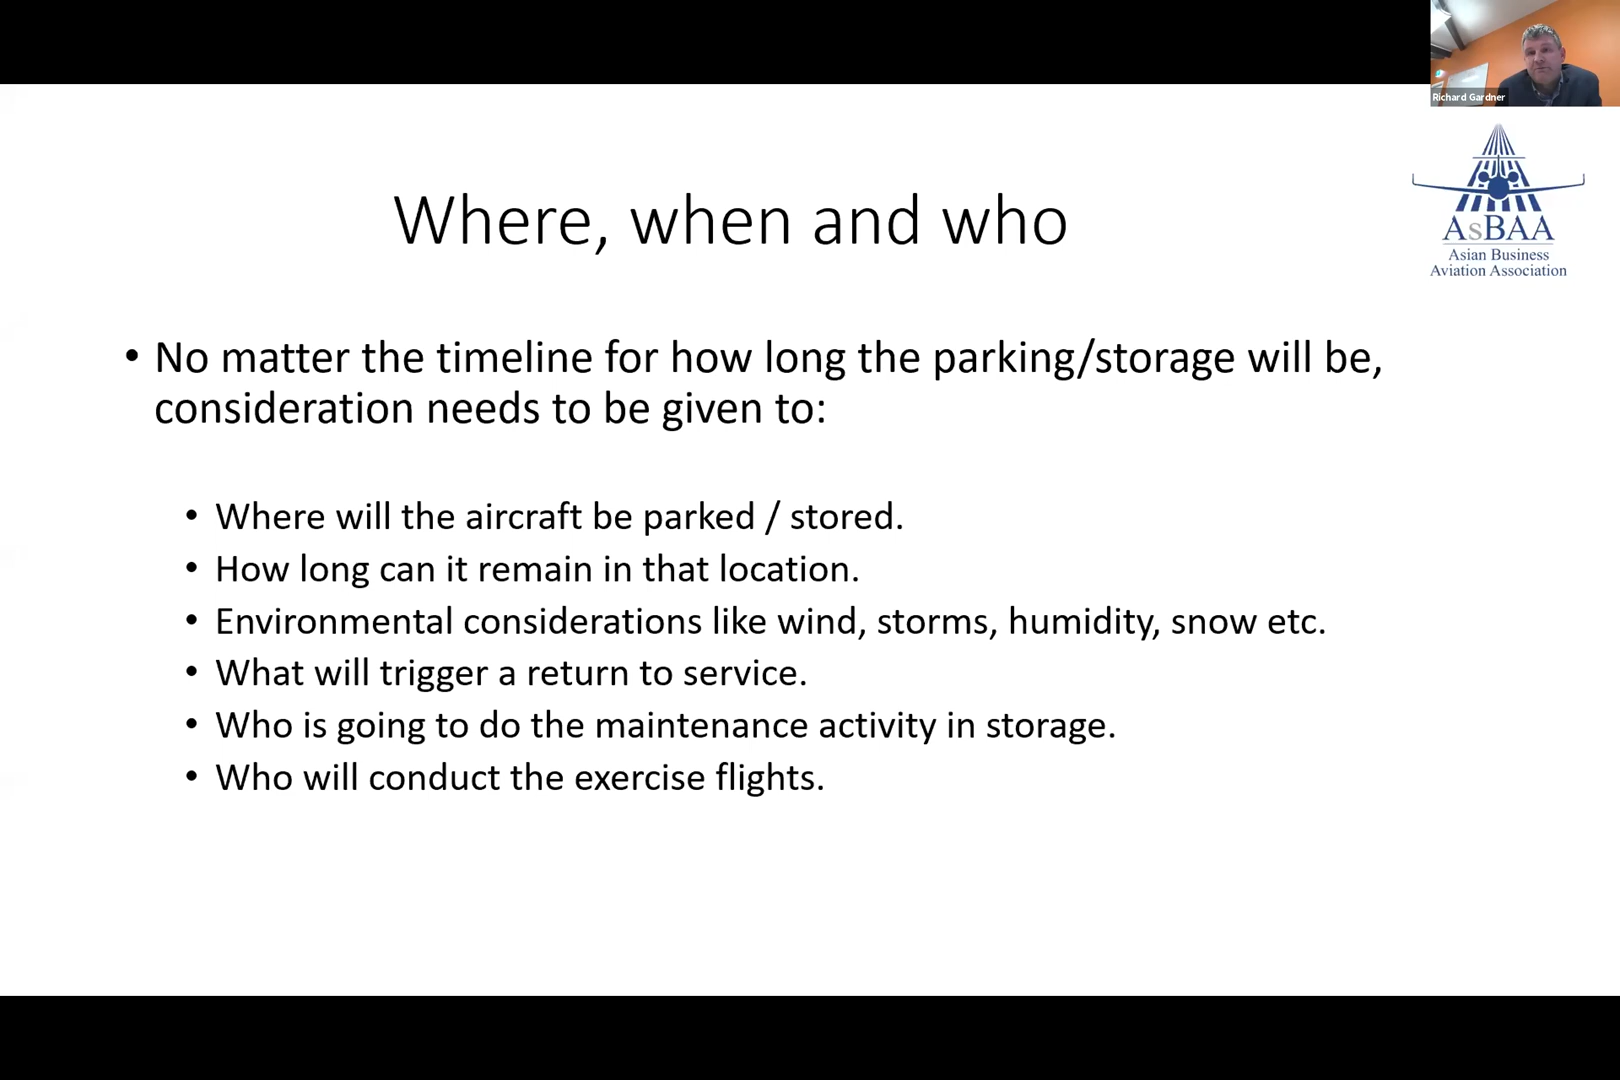 Richard Gardner
AsBAA
Asian Business
Aviation Association
Where, when and who
• No matter the timeline for how long the parking/storage will be,
consideration needs to be given to:
• Where will the aircraft be parked / stored.
• How long can it remain in that location.
• Environmental considerations like wind, storms, humidity, snow etc.
• What will trigger a return to service.
• Who is going to do the maintenance activity in storage.
• Who will conduct the exercise flights.